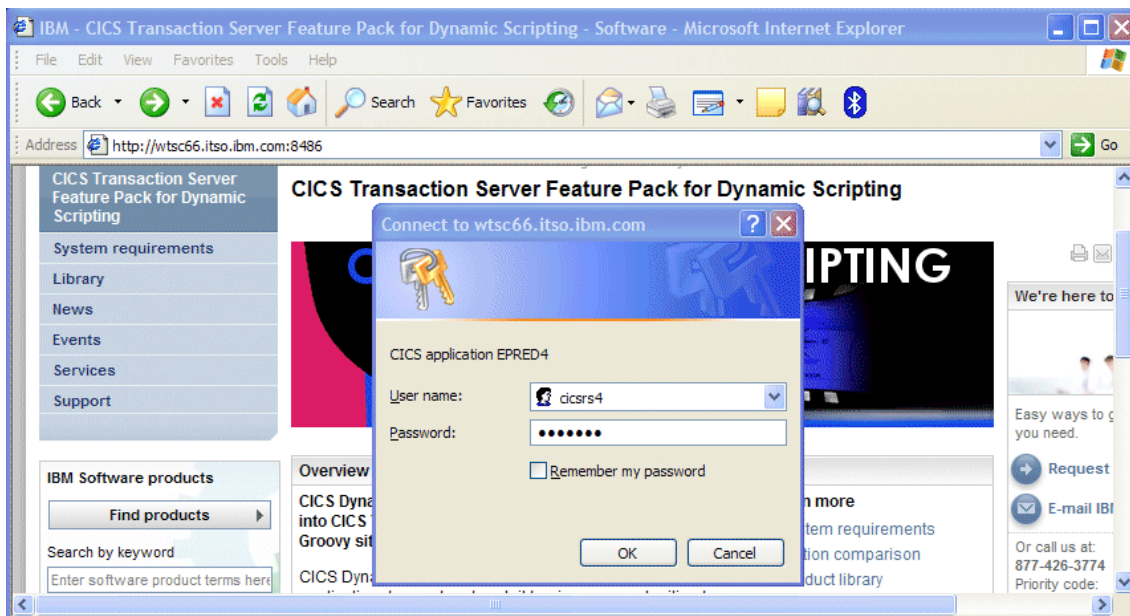 IBM - CICS Transaction Server Feature Pack for Dynamic Scripting - Software - Microsoft Internet Explorer
File Edit View Favorites Tools Help
Back Search Favorites
Address http://wtsc66.itso.ibm.com:8486 Go
CICS Transaction Server
Feature Pack for Dynamic
Scripting
System requirements
Library
News
Events
Services
Support
IBM Software products
Find products
Search by keyword
Enter software product terms here
CICS Transaction Server Feature Pack for Dynamic Scripting
C
IPTING
Connect to wtsc66.itso.ibm.com
CICS application EPRED4
User name: cicsrs4
Password: •••••••
Remember my password
OK Cancel
Overview
CICS Dyna
into CICS
Groovy sit
CICS Dyna
n more
tem requirements
tion comparison
duct library
We're here to
Easy ways to g
you need.
Request
E-mail IBM
Or call us at:
877-426-3774
Priority code: